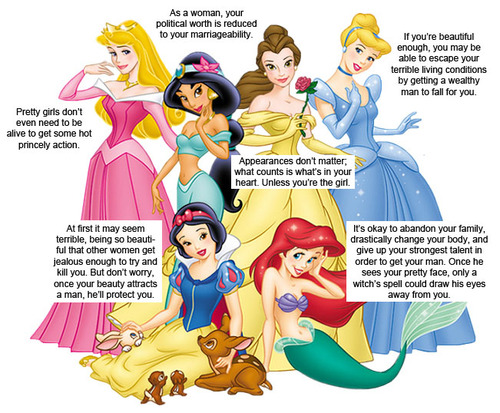 As a woman, your
political worth is reduced
to your marriageability.
If you're beautiful
enough, you may be
able to escape your
terrible living conditions
by getting a wealthy
man to fall for you.
Pretty girls don't
even need to be
alive to get some hot
princely action.
Appearances don't matter;
what counts is what's in your
heart. Unless you're the girl.
At first it may seem
terrible, being so beauti-
ful that other women get
jealous enough to try and
kill you. But don't worry,
once your beauty attracts
a man, he'll protect you.
It's okay to abandon your family,
drastically change your body, and
give up your strongest talent in
order to get your man. Once he
sees your pretty face, only a
witch's spell could draw his eyes
away from you.